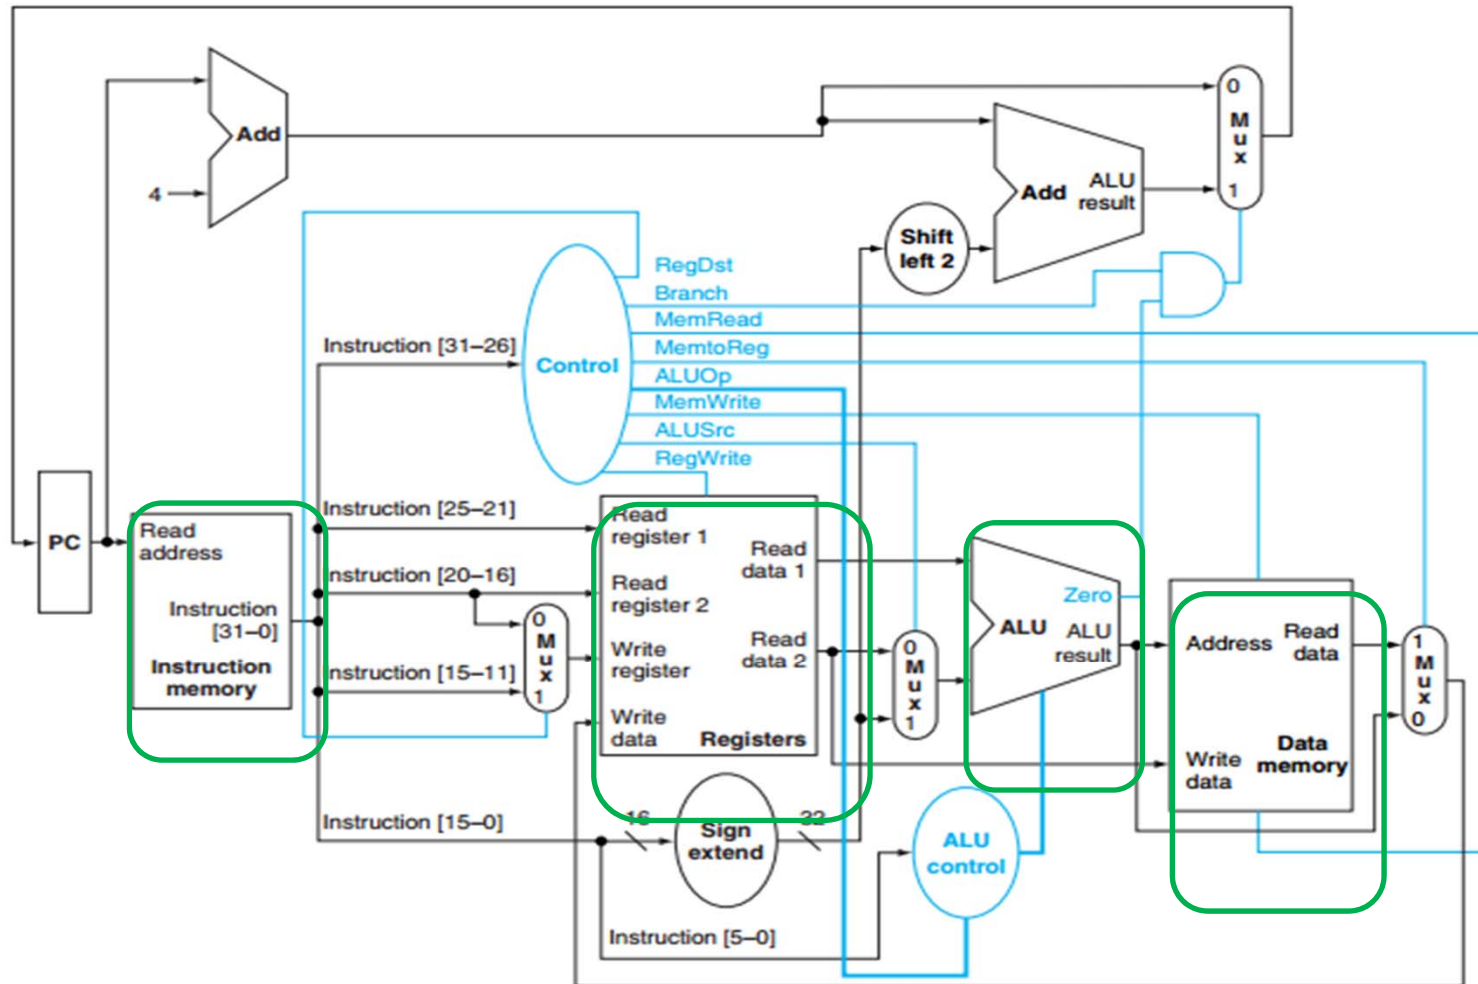 Add
4
0
M
u
x
1
Add
ALU
result
Shift
left 2
RegDst
Branch
MemRead
MemtoReg
ALUOp
MemWrite
ALUSrc
RegWrite
Control
Instruction [31–26]
PC
Read
address
Instruction
[31–0]
Instruction
memory
Instruction [25–21]
Instruction [20–16]
Instruction [15–11]
0
M
u
x
1
Read
register 1
Read
register 2
Write
register
Write
data
Read
data 1
Read
data 2
Registers
0
M
u
x
1
Zero
ALU
ALU
result
Address
Read
data
Write
data
Data
memory
1
M
u
x
0
Instruction [15–0]
16
Sign
extend
32
ALU
control
Instruction [5–0]